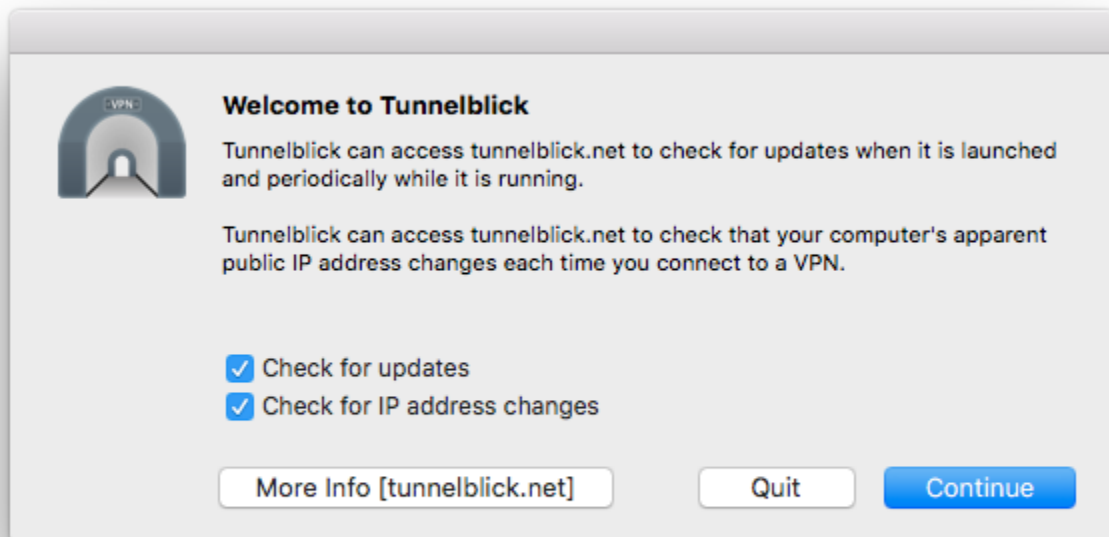 VPN
Welcome to Tunnelblick
Tunnelblick can access tunnelblick.net to check for updates when it is launched
and periodically while it is running.
Tunnelblick can access tunnelblick.net to check that your computer's apparent
public IP address changes each time you connect to a VPN.
Check for updates
Check for IP address changes
More Info [tunnelblick.net]
Quit
Continue